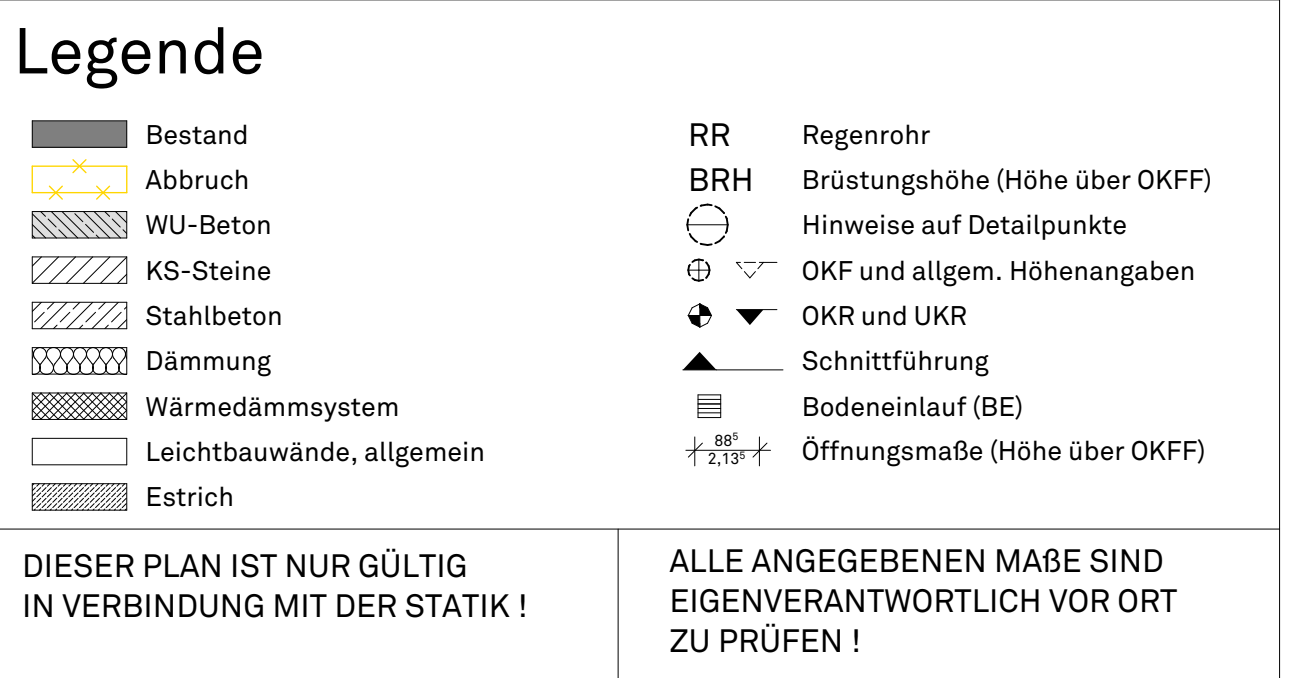 Legende
Bestand
Abbruch
WU-Beton
KS-Steine
Stahlbeton
Dämmung
Wärmedämmsystem
Leichtbauwände, allgemein
Estrich
RR Regenrohr
BRH Brüstungshöhe (Höhe über OKFF)
Hinweise auf Detailpunkte
OKF und allgem. Höhenangaben
OKR und UKR
Schnittführung
Bodeneinlauf (BE)
88⁵
2,13⁵
Öffnungsmaße (Höhe über OKFF)
DIESER PLAN IST NUR GÜLTIG
IN VERBINDUNG MIT DER STATIK !
ALLE ANGEGEBENEN MAßE SIND
EIGENVERANTWORTLICH VOR ORT
ZU PRÜFEN !